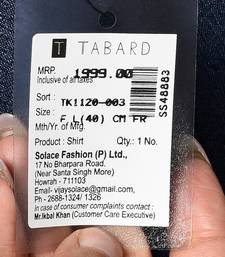 T TABARD
MRP. 1999.00
Inclusive of all taxes
Sort : TK1120-003
Size : F L(40) CM FR
Mth/Yr. of Mfg.
Product : Shirt Qty.: 1 No.
Solace Fashion (P) Ltd.,
17 No Bharpara Road.
(Near Santa Singh More)
Howrah - 711103
Email- vijaysolace@gmail.com,
Ph - 2688-1324/ 1326
In case of consumer complaints contact :
Mr.Ikbal Khan (Customer Care Executive)
SS48883